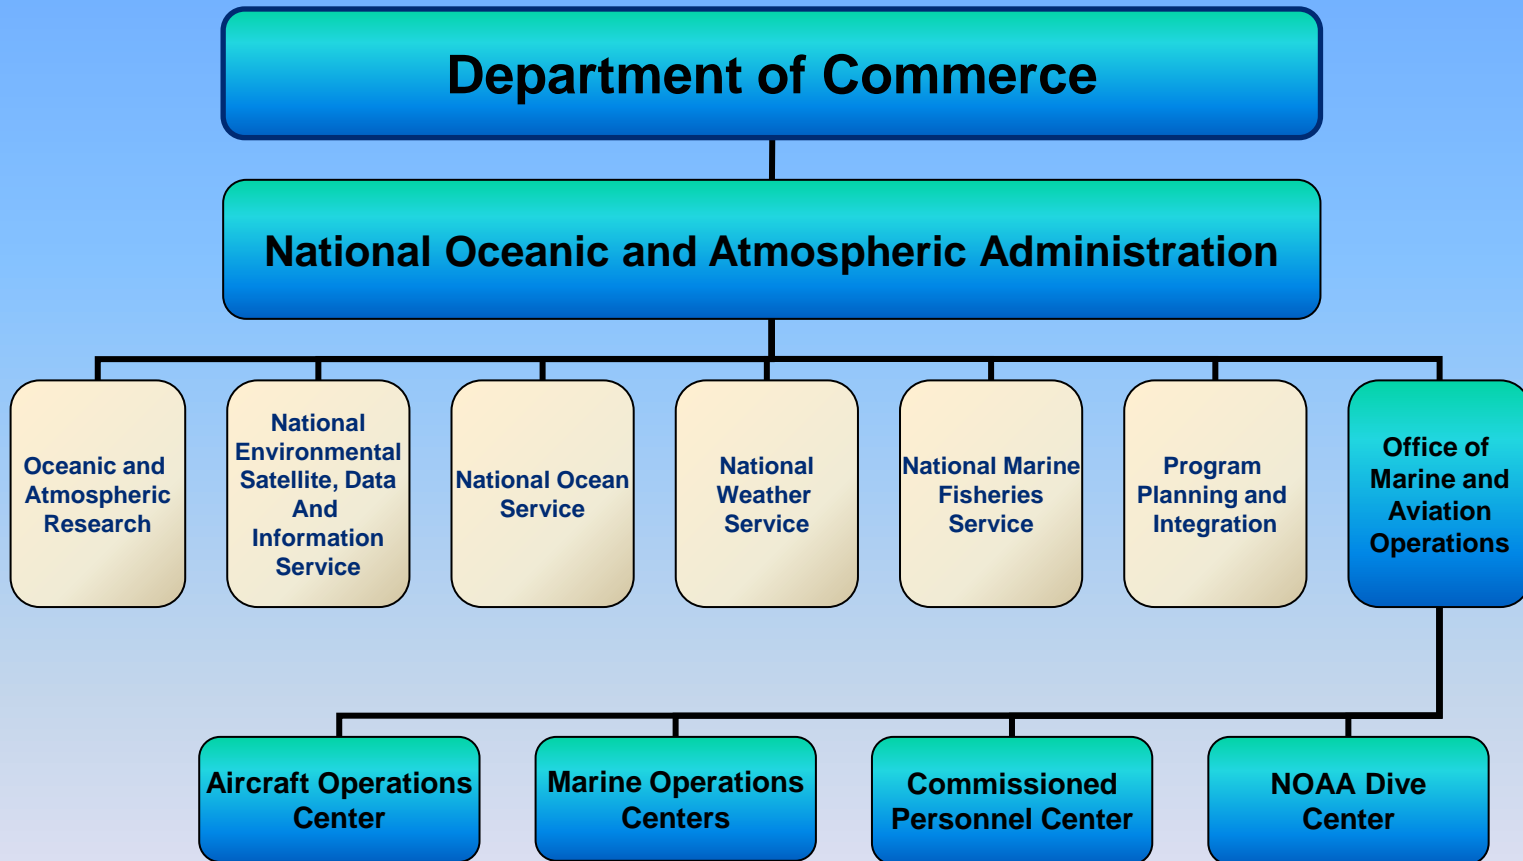 Department of Commerce
National Oceanic and Atmospheric Administration
Oceanic and
Atmospheric
Research
National
Environmental
Satellite, Data
And
Information
Service
National Ocean
Service
National
Weather
Service
National Marine
Fisheries
Service
Program
Planning and
Integration
Office of
Marine and
Aviation
Operations
Aircraft Operations
Center
Marine Operations
Centers
Commissioned
Personnel Center
NOAA Dive
Center